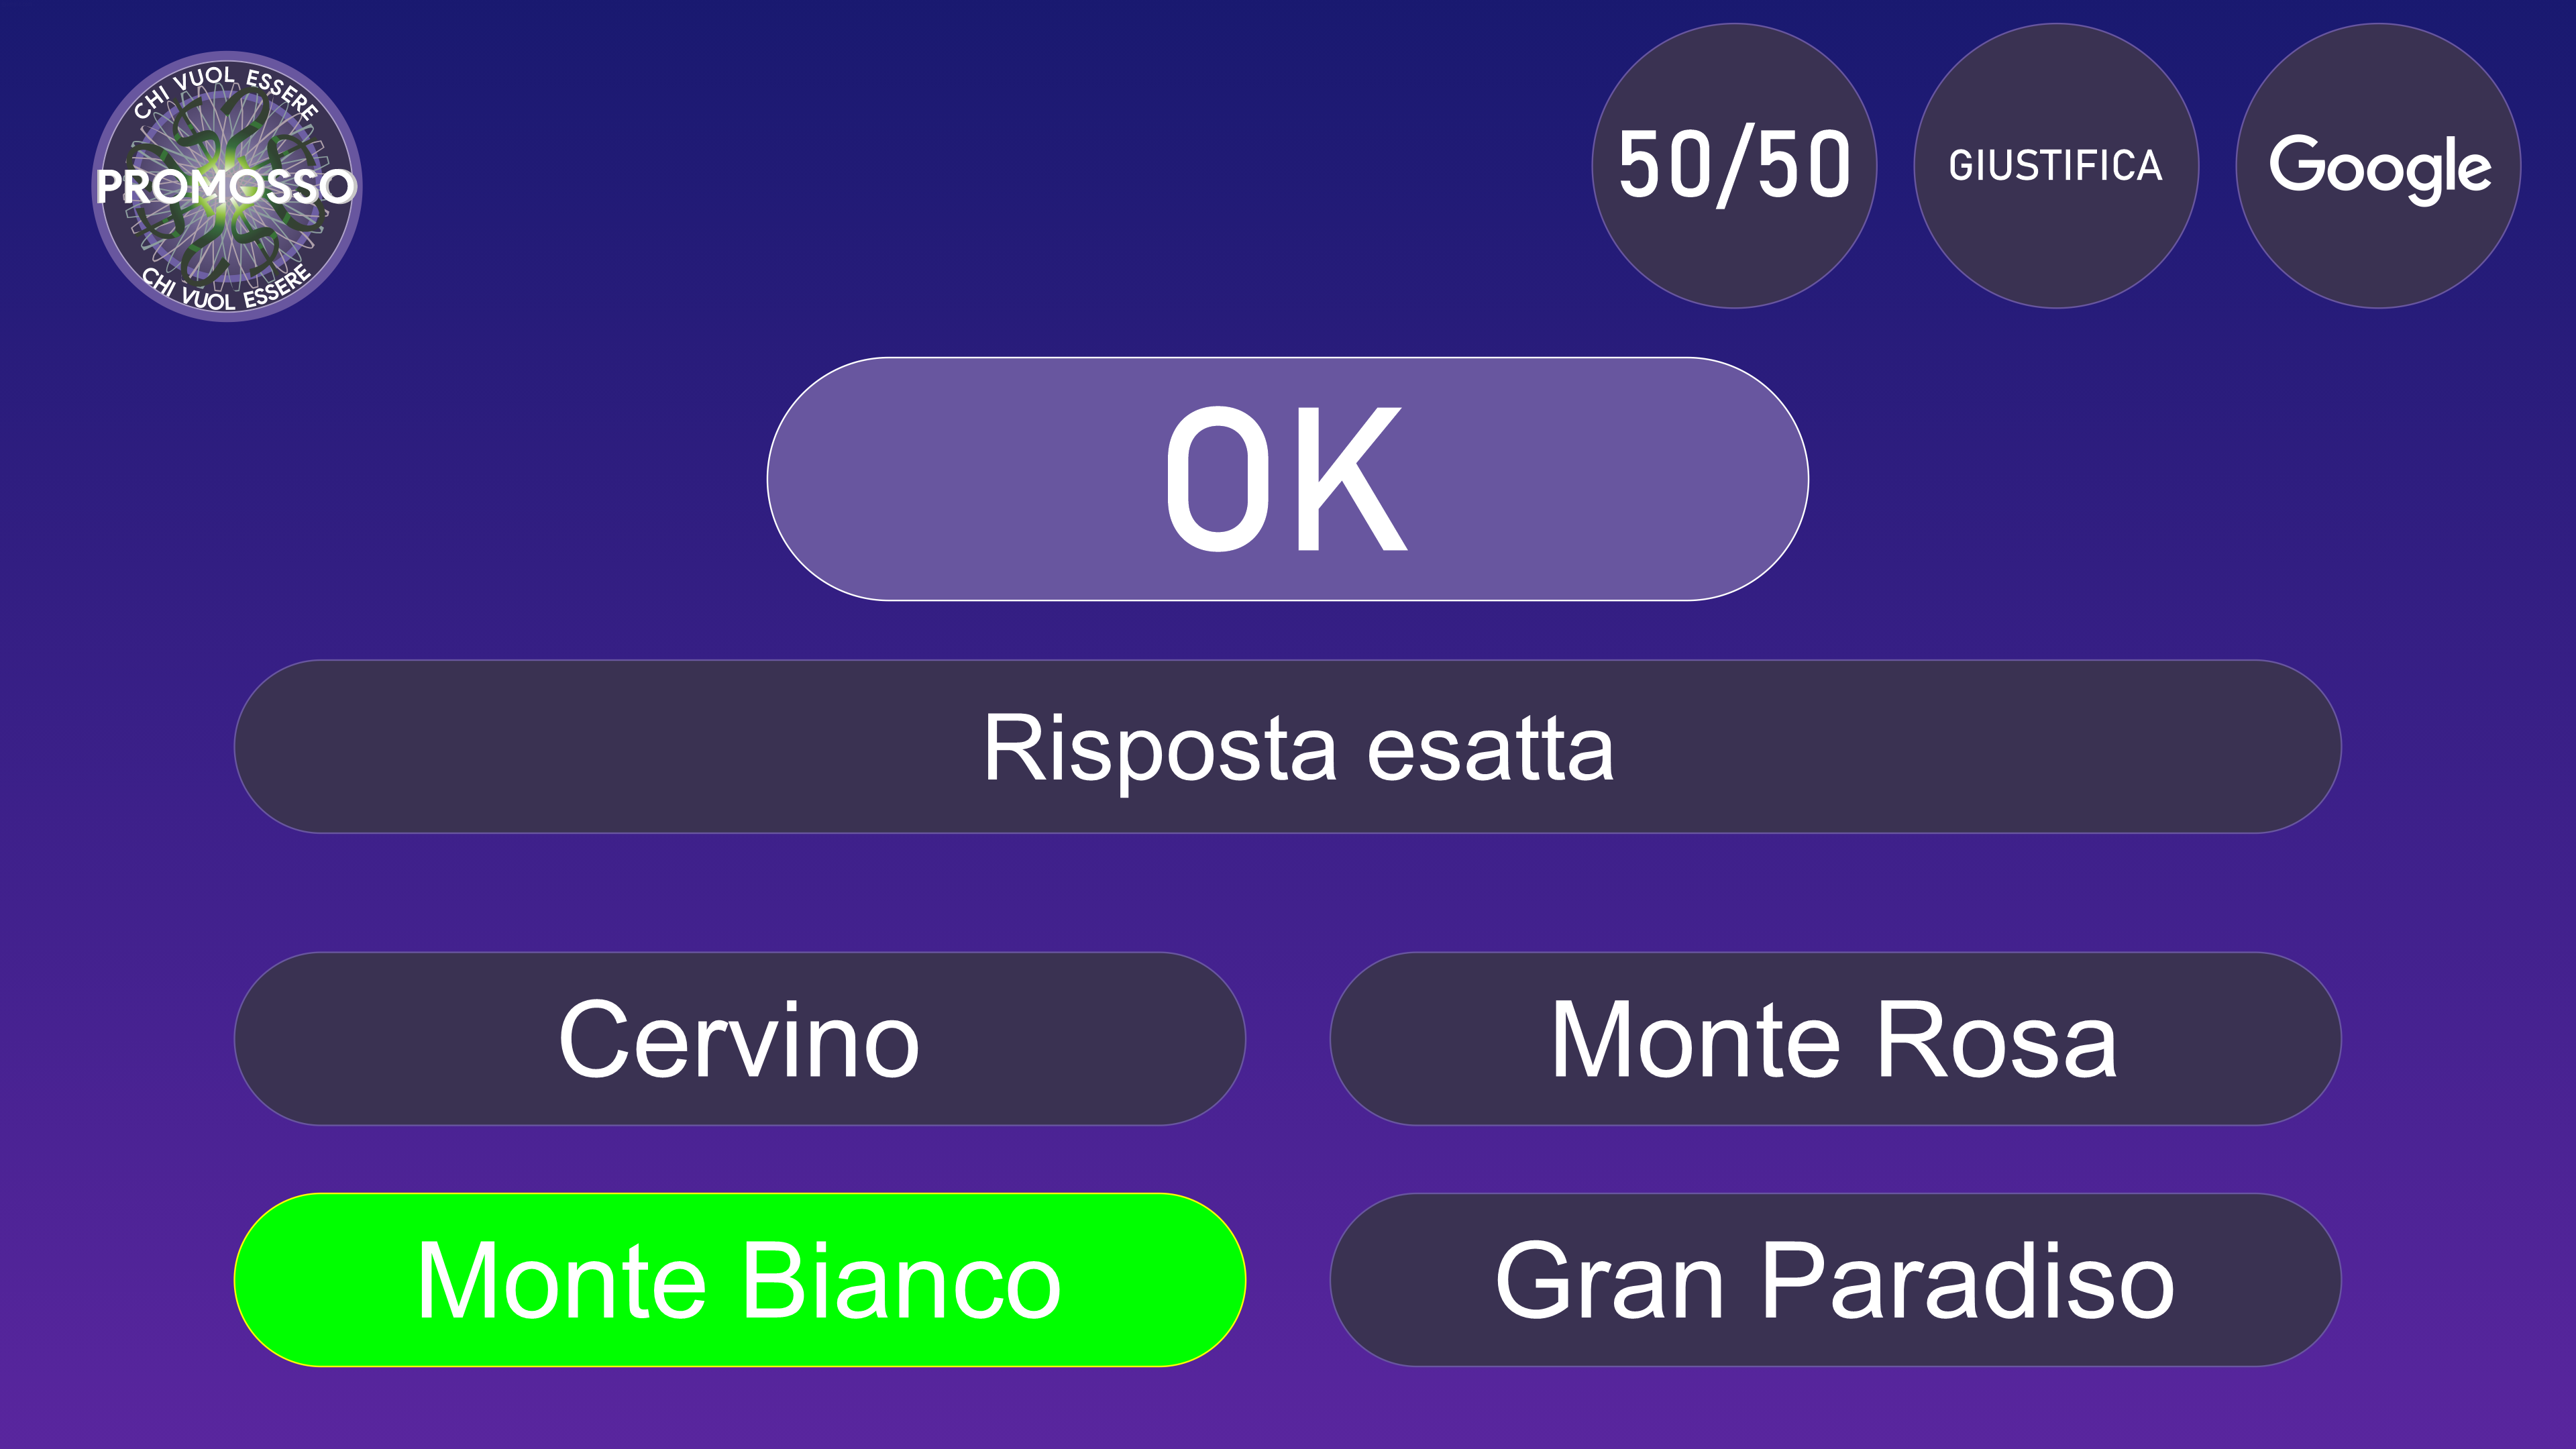 CHI VUOL ESSERE
PROMOSSO
CHI VUOL ESSERE
50/50
GIUSTIFICA
Google
OK
Risposta esatta
Cervino
Monte Rosa
Monte Bianco
Gran Paradiso